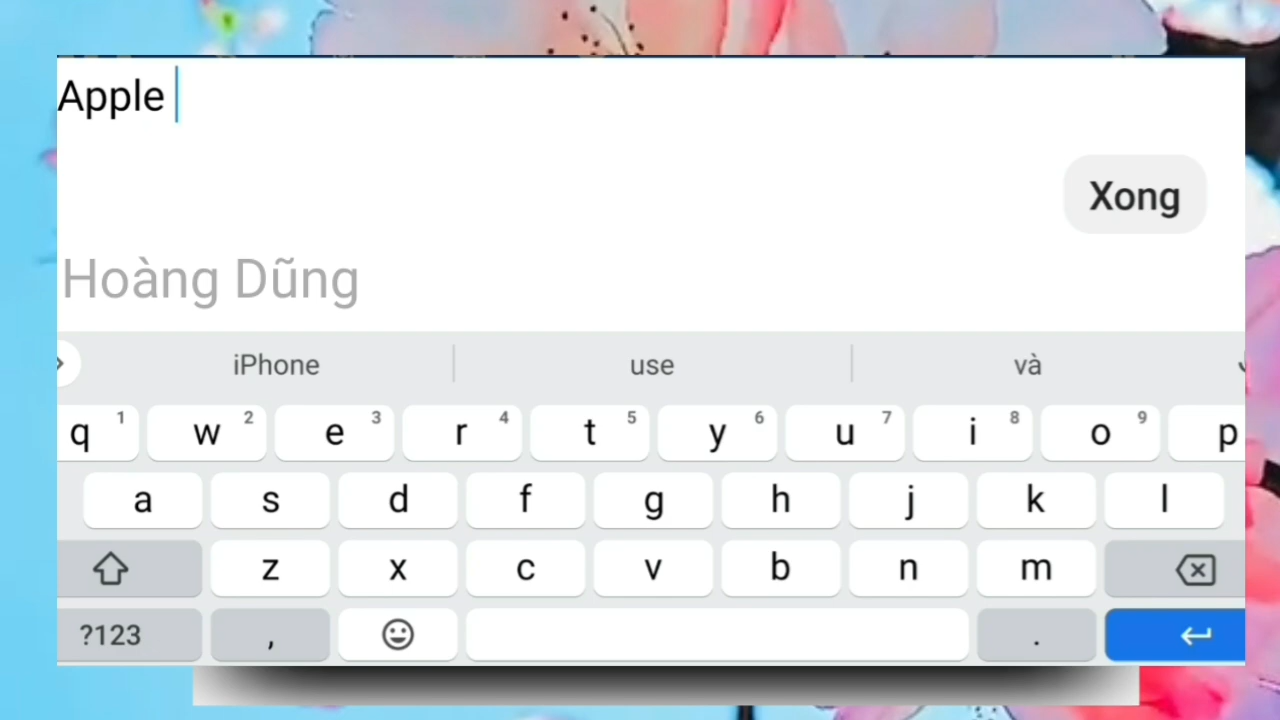 Apple
Xong
Hoàng Dũng
iPhone use và
q 1 w 2 e 3 r 4 t 5 y 6 u 7 i 8 o 9 p
a s d f g h j k l
z x c v b n m
?123 , .